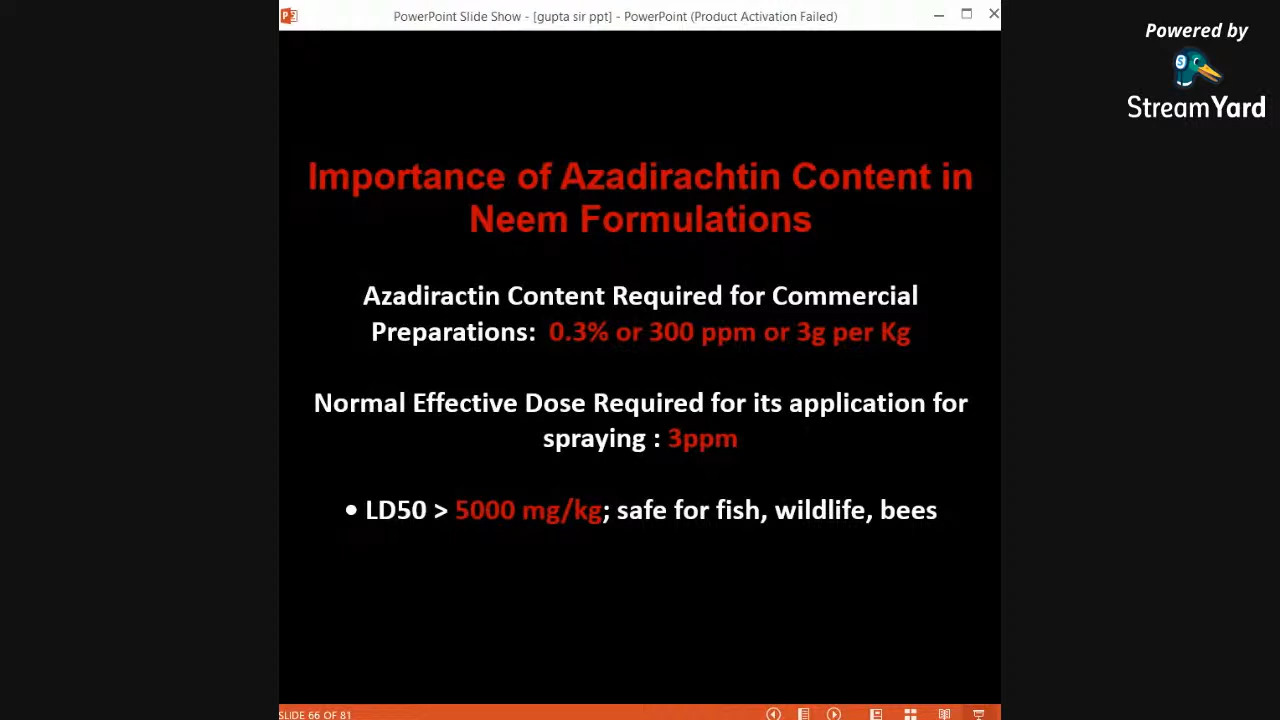 PowerPoint Slide Show - [gupta sir ppt] - PowerPoint (Product Activation Failed)
Powered by
StreamYard
Importance of Azadirachtin Content in
Neem Formulations
Azadiractin Content Required for Commercial
Preparations: 0.3% or 300 ppm or 3g per Kg
Normal Effective Dose Required for its application for
spraying : 3ppm
• LD50 > 5000 mg/kg; safe for fish, wildlife, bees
SLIDE 66 OF 81